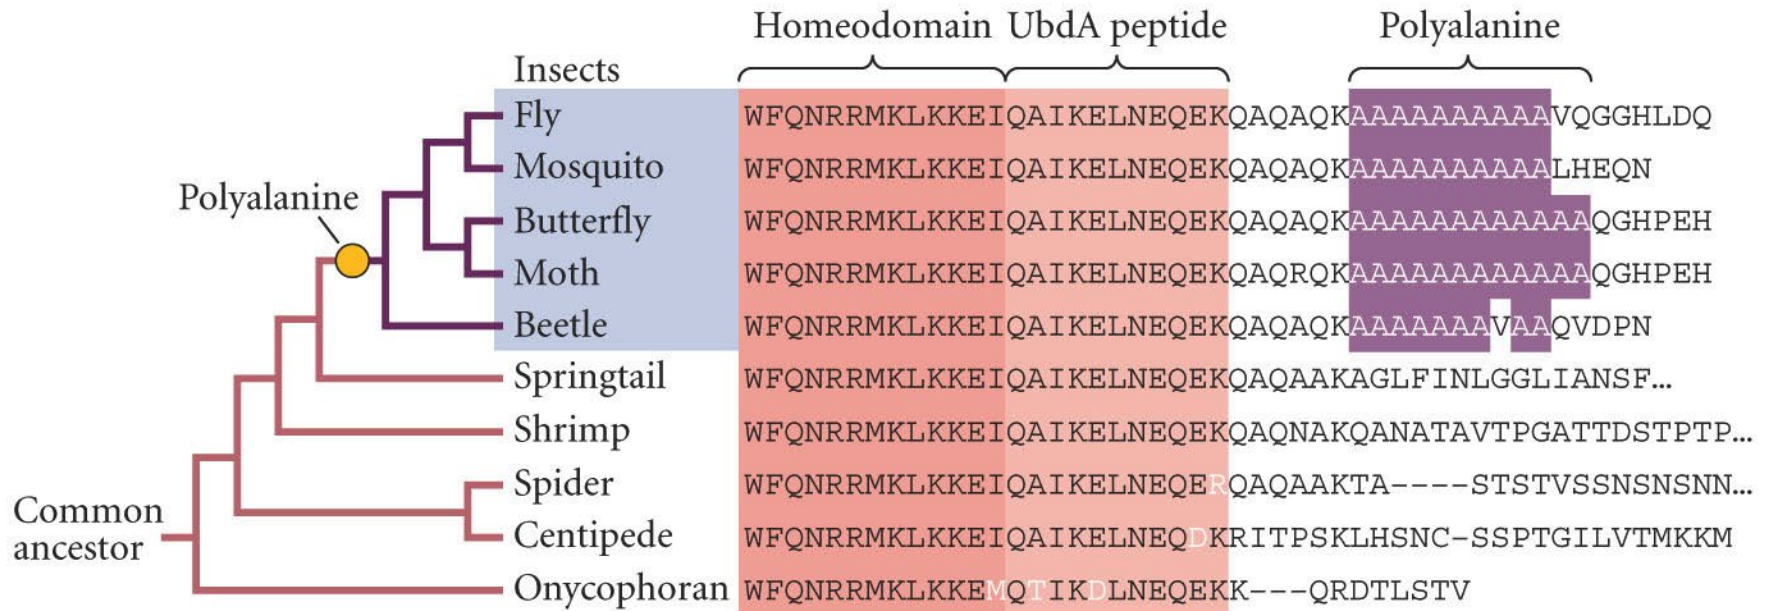 Homeodomain UbdA peptide Polyalanine
Insects
Fly WFQNRRMKLKKEIQAIKELNEQEKQAQAQKAAAAAAAAAAVQGGHLDQ
Mosquito WFQNRRMKLKKEIQAIKELNEQEKQAQAQKAAAAAAAAAALHEQN
Polyalanine
Butterfly WFQNRRMKLKKEIQAIKELNEQEKQAQAQKAAAAAAAAAAAAQGHPEH
Moth WFQNRRMKLKKEIQAIKELNEQEKQAQRQKAAAAAAAAAAAAQGHPEH
Beetle WFQNRRMKLKKEIQAIKELNEQEKQAQAQKAAAAAAAVAAQVDPN
Springtail WFQNRRMKLKKEIQAIKELNEQEKQAQAAKAGLFINLGGLIANSF...
Shrimp WFQNRRMKLKKEIQAIKELNEQEKQAQNAKQANATAVTPGATTDSTPTP...
Spider WFQNRRMKLKKEIQAIKELNEQERQAQAAKTA----STSTVSSNSNSNN...
Common
ancestor
Centipede WFQNRRMKLKKEIQAIKELNEQDKRITPSKLHSNC-SSPTGILVTMKKM
Onycophoran WFQNRRMKLKKEMQTIKDLNEQEKK---QRDTLSTV